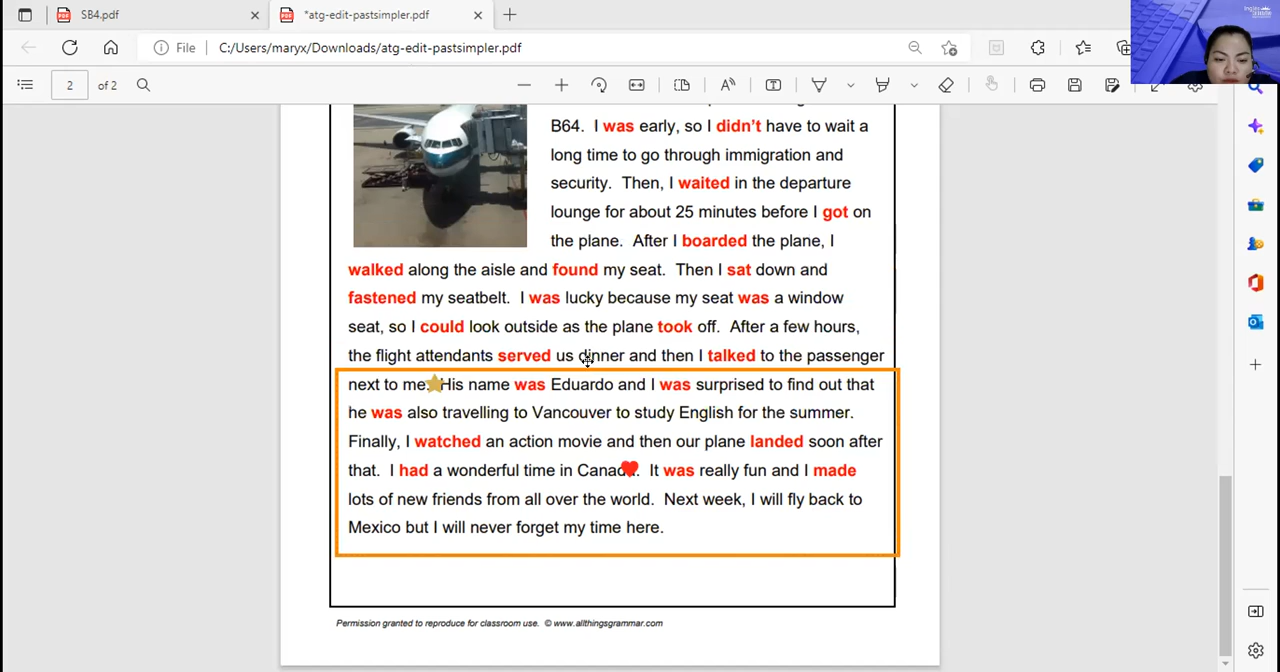 SB4.pdf
*atg-edit-pastsimpler.pdf
File
C:/Users/maryx/Downloads/atg-edit-pastsimpler.pdf
2 of 2
B64. I was early, so I didn't have to wait a
long time to go through immigration and
security. Then, I waited in the departure
lounge for about 25 minutes before I got on
the plane. After I boarded the plane, I
walked along the aisle and found my seat. Then I sat down and
fastened my seatbelt. I was lucky because my seat was a window
seat, so I could look outside as the plane took off. After a few hours,
the flight attendants served us dinner and then I talked to the passenger
next to me. His name was Eduardo and I was surprised to find out that
he was also travelling to Vancouver to study English for the summer.
Finally, I watched an action movie and then our plane landed soon after
that. I had a wonderful time in Canada. It was really fun and I made
lots of new friends from all over the world. Next week, I will fly back to
Mexico but I will never forget my time here.
Permission granted to reproduce for classroom use. © www.allthingsgrammar.com